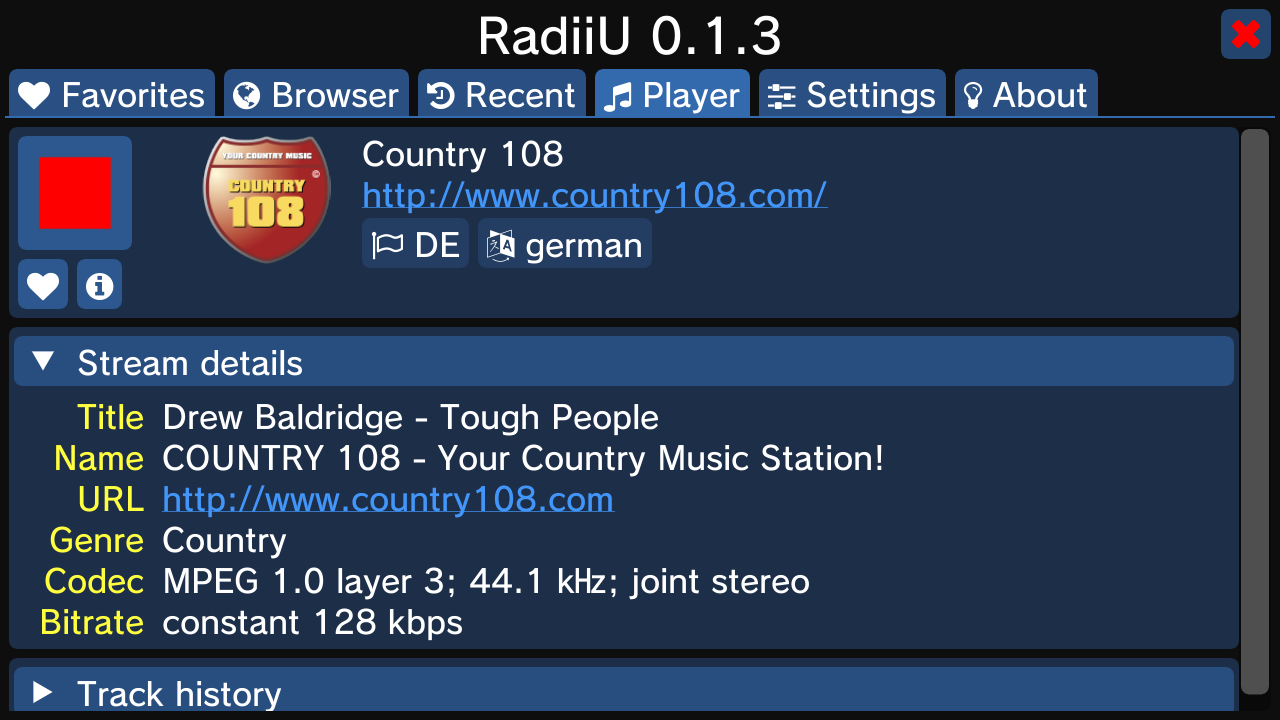 RadiiU 0.1.3
Favorites Browser Recent Player Settings About
YOUR COUNTRY MUSIC
COUNTRY
108
Country 108
http://www.country108.com/
DE german
Stream details
Title Drew Baldridge - Tough People
Name COUNTRY 108 - Your Country Music Station!
URL http://www.country108.com
Genre Country
Codec MPEG 1.0 layer 3; 44.1 kHz; joint stereo
Bitrate constant 128 kbps
Track history